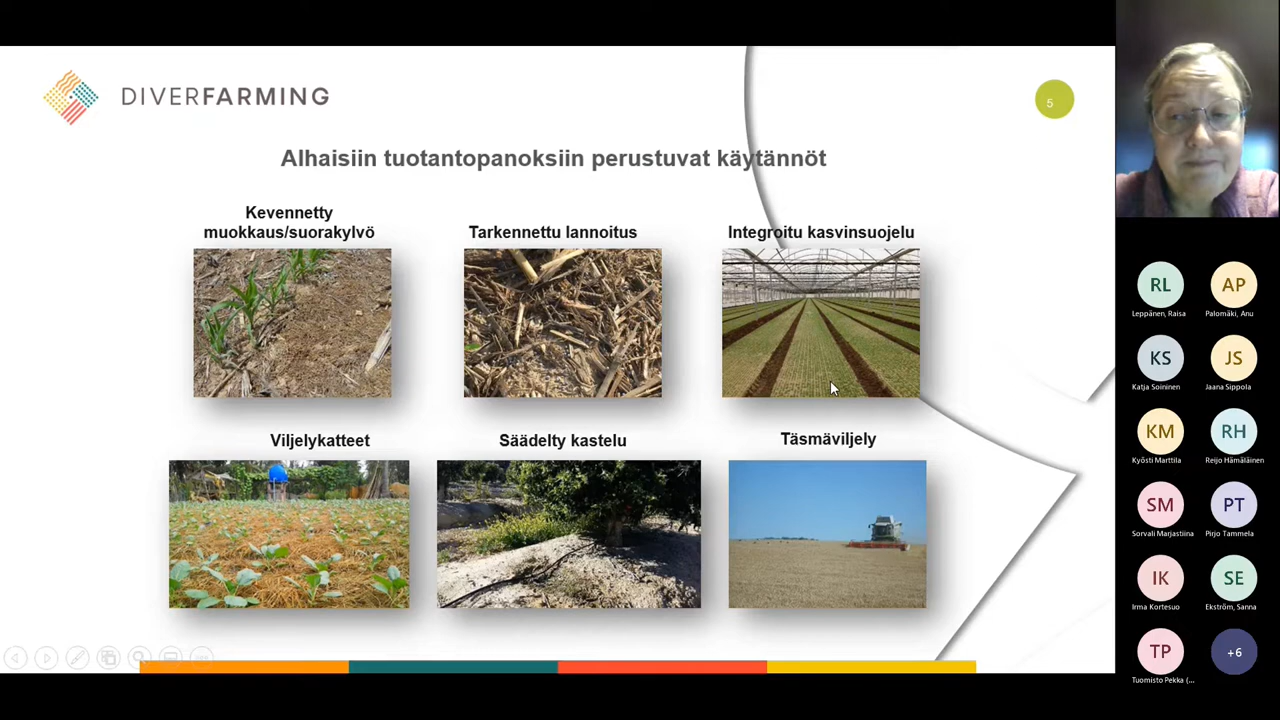 DIVERFARMING
5
Alhaisiin tuotantopanoksiin perustuvat käytännöt
Kevennetty
muokkaus/suorakylvö
Tarkennettu lannoitus
Integroitu kasvinsuojelu
Viljelykatteet
Säädelty kastelu
Täsmäviljely
RL
Leppänen, Raisa
AP
Palomäki, Anu
KS
Katja Soininen
JS
Jaana Sippola
KM
Kyösti Marttila
RH
Reijo Hämäläinen
SM
Sorvali Marjastiina
PT
Pirjo Tammela
IK
Irma Kortesuo
SE
Ekström, Sanna
TP
Tuomisto Pekka (...
+6